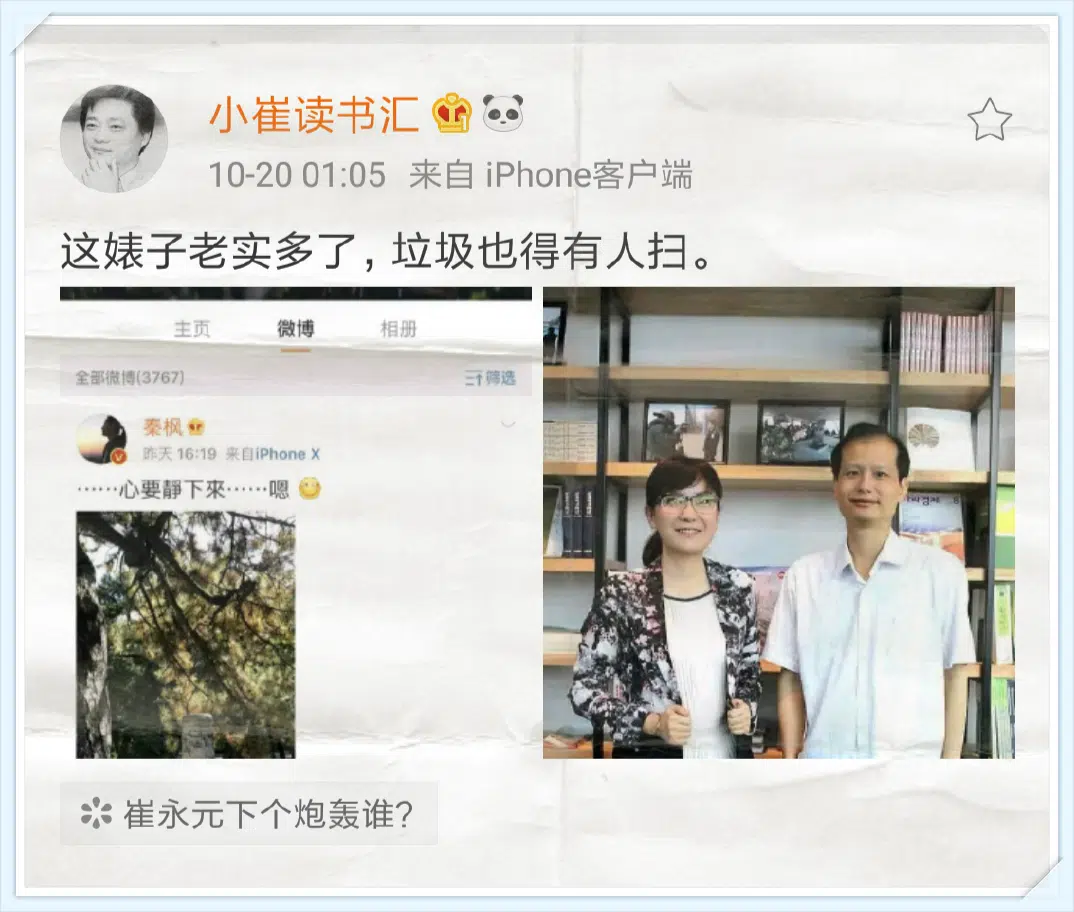 小崔读书汇
10-20 01:05 来自 iPhone客户端
这婊子老实多了，垃圾也得有人扫。
主页 微博 相册
全部微博(3767) 筛选
秦枫
昨天 16:19 来自iPhone X
……心要靜下來……嗯
崔永元下个炮轰谁？